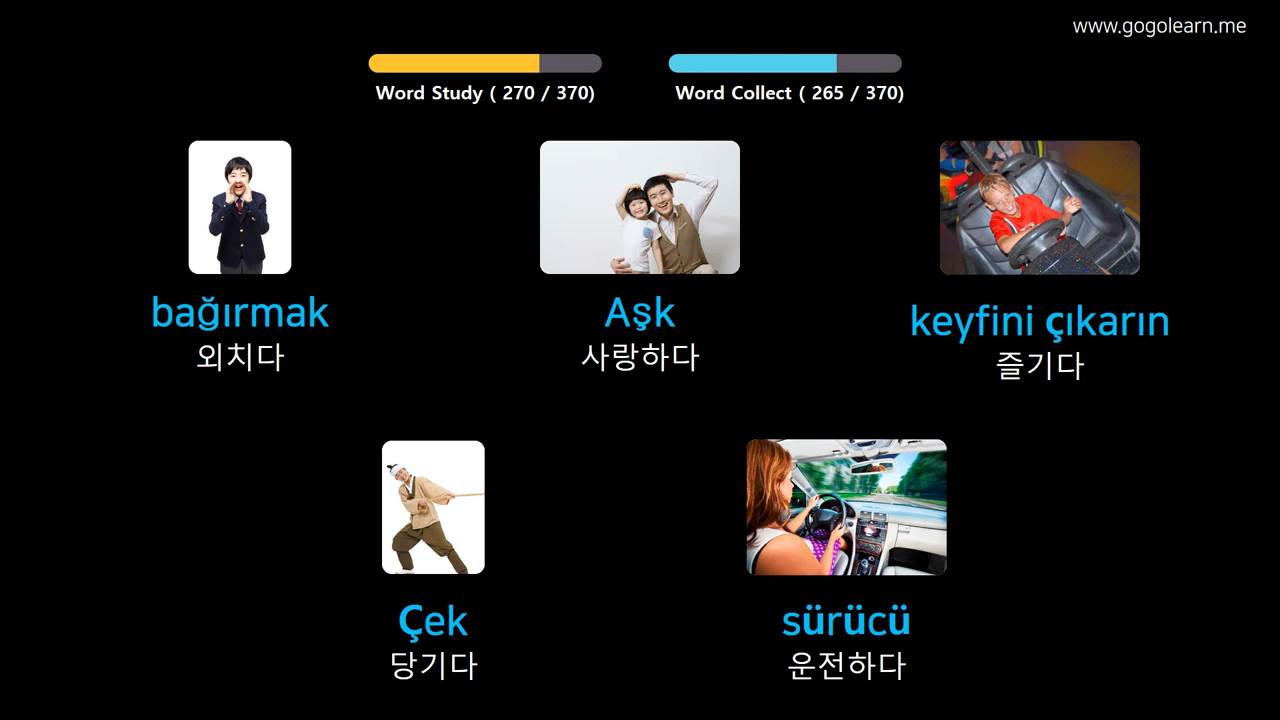 www.gogolearn.me
Word Study ( 270 / 370)
Word Collect ( 265 / 370)
bağırmak
외치다
Aşk
사랑하다
keyfini çıkarın
즐기다
Çek
당기다
sürücü
운전하다